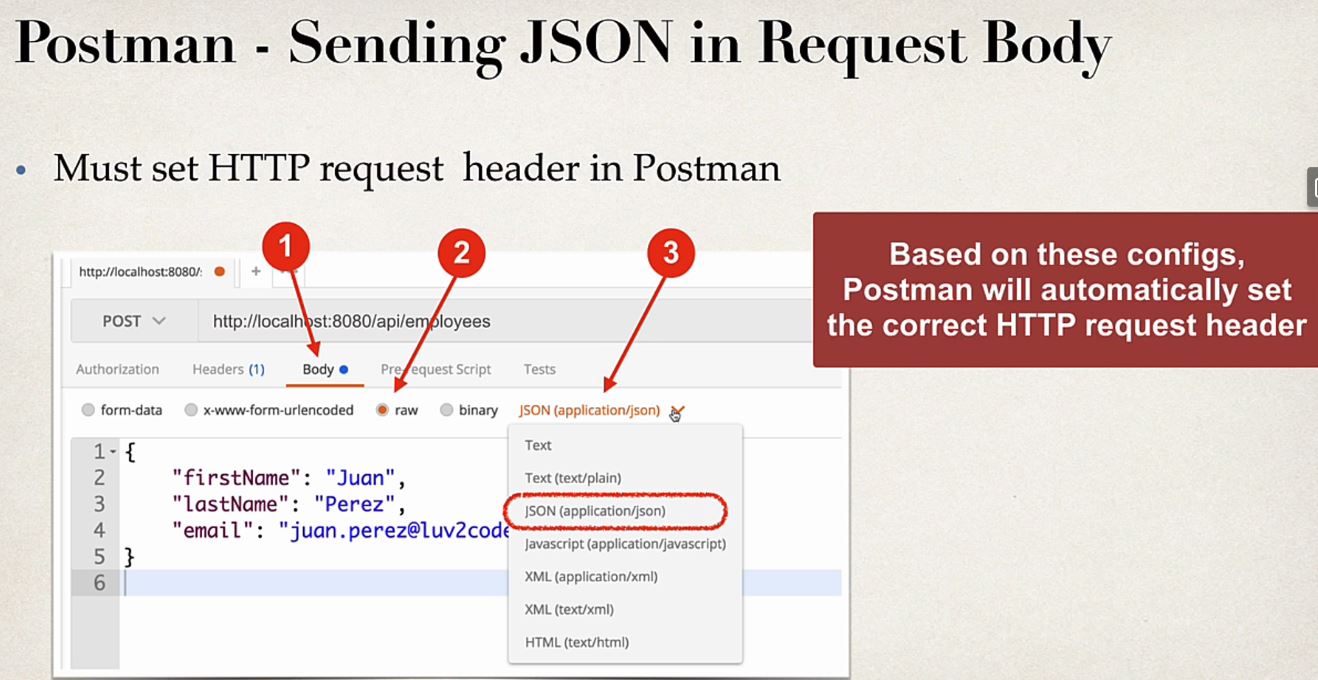 Postman - Sending JSON in Request Body
• Must set HTTP request header in Postman
1
2
3
Based on these configs,
Postman will automatically set
the correct HTTP request header
http://localhost:8080/
+
POST
http://localhost:8080/api/employees
Authorization Headers (1) Body Pre-request Script Tests
form-data x-www-form-urlencoded raw binary JSON (application/json)
1 {
2 "firstName": "Juan",
3 "lastName": "Perez",
4 "email": "juan.perez@luv2code
5 }
6
Text
Text (text/plain)
JSON (application/json)
Javascript (application/javascript)
XML (application/xml)
XML (text/xml)
HTML (text/html)